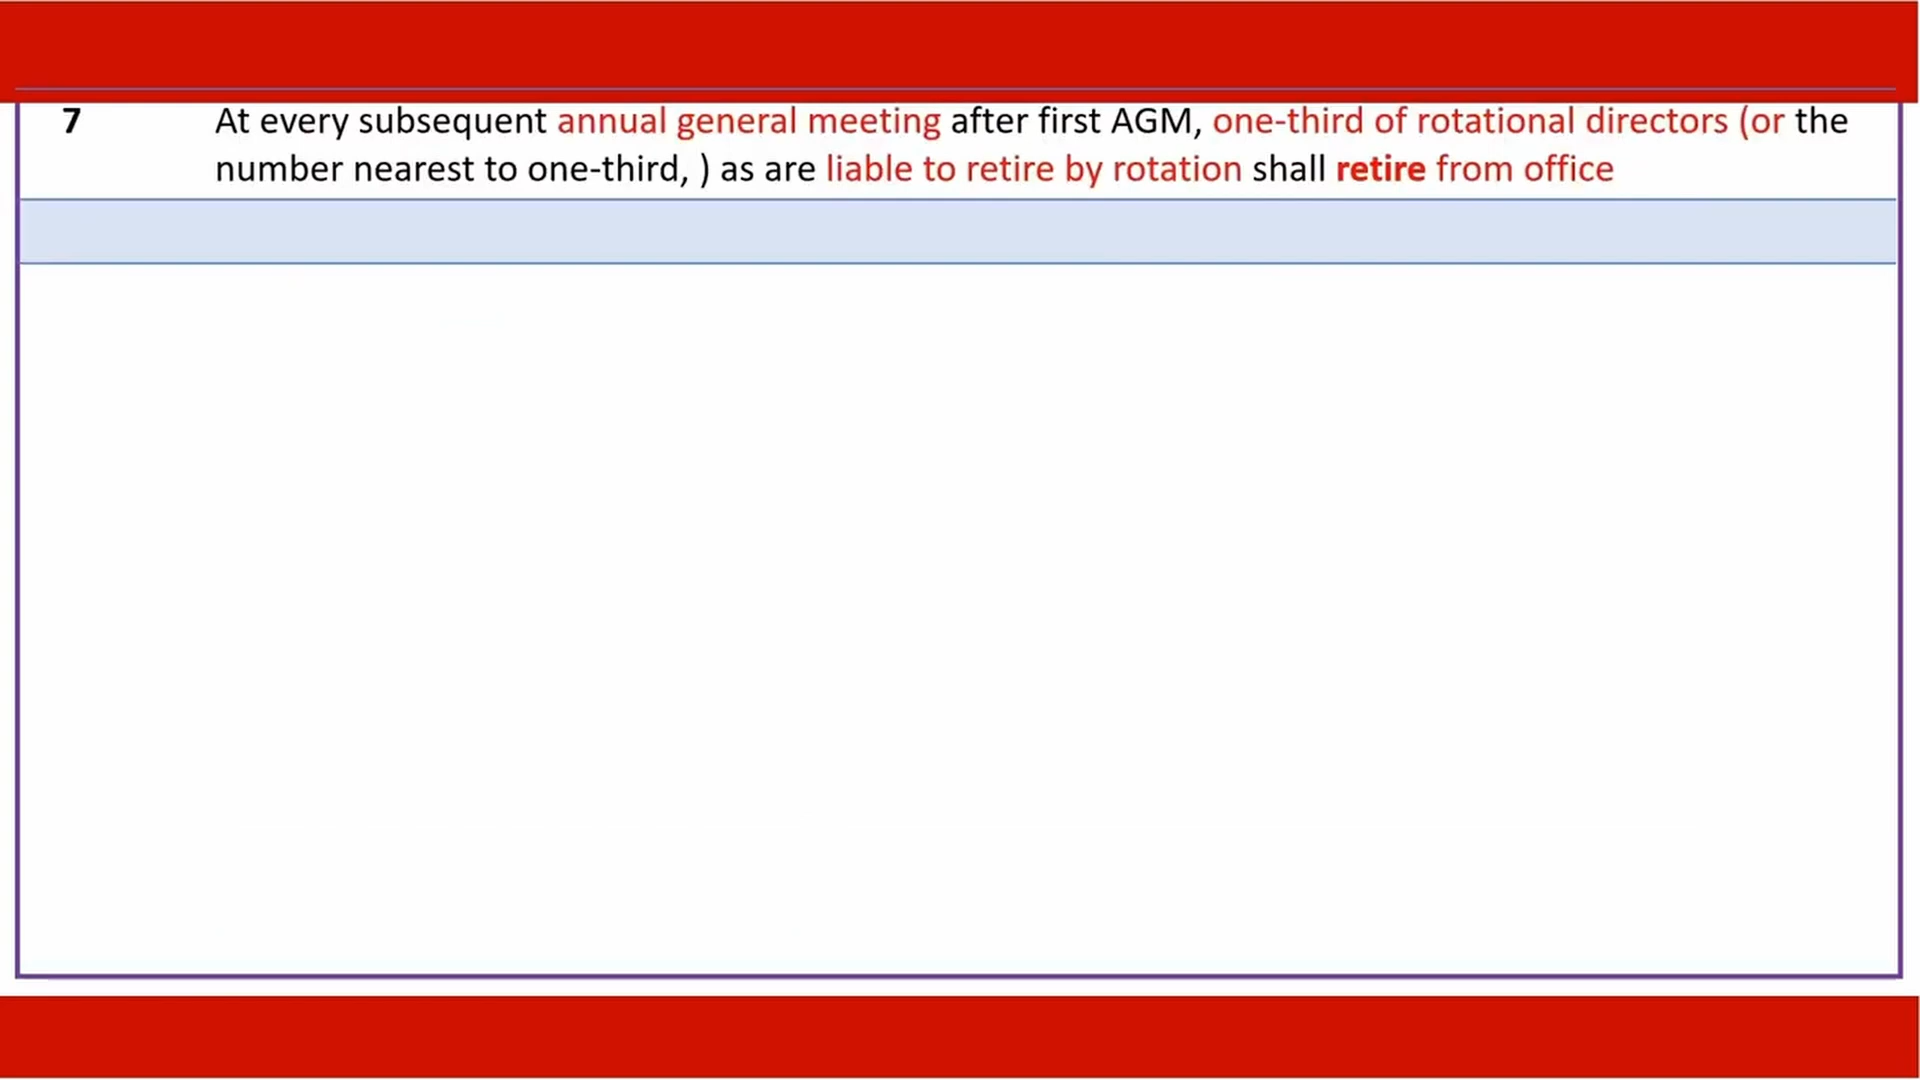 7 At every subsequent annual general meeting after first AGM, one-third of rotational directors (or the
number nearest to one-third, ) as are liable to retire by rotation shall retire from office